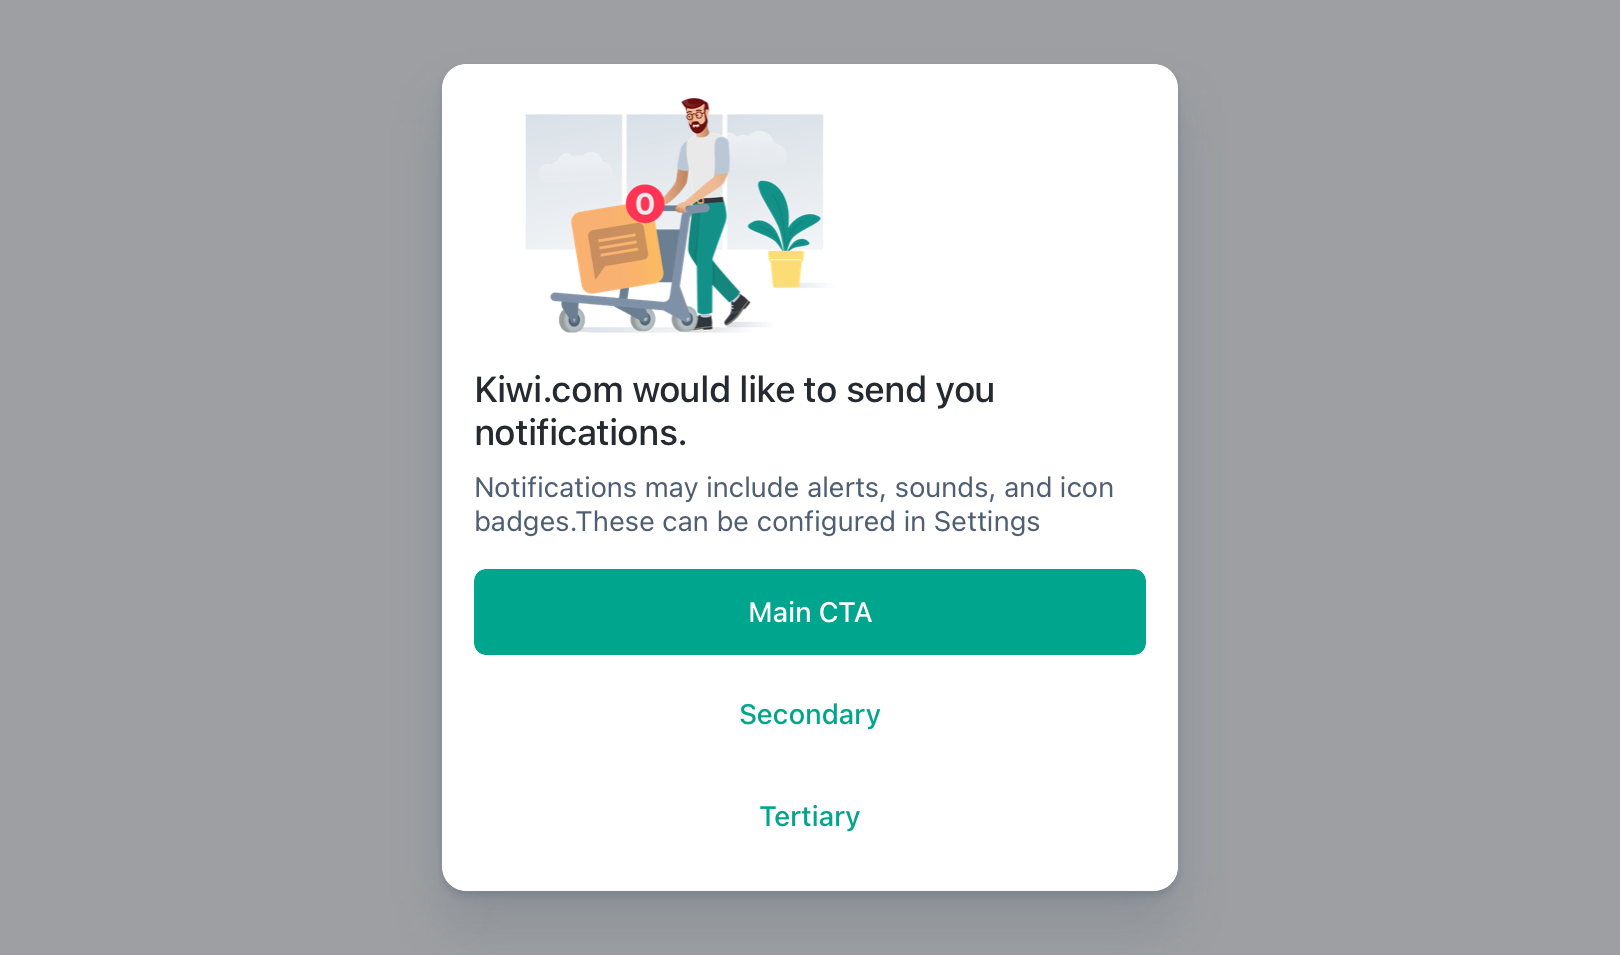 0
Kiwi.com would like to send you
notifications.
Notifications may include alerts, sounds, and icon
badges.These can be configured in Settings
Main CTA
Secondary
Tertiary